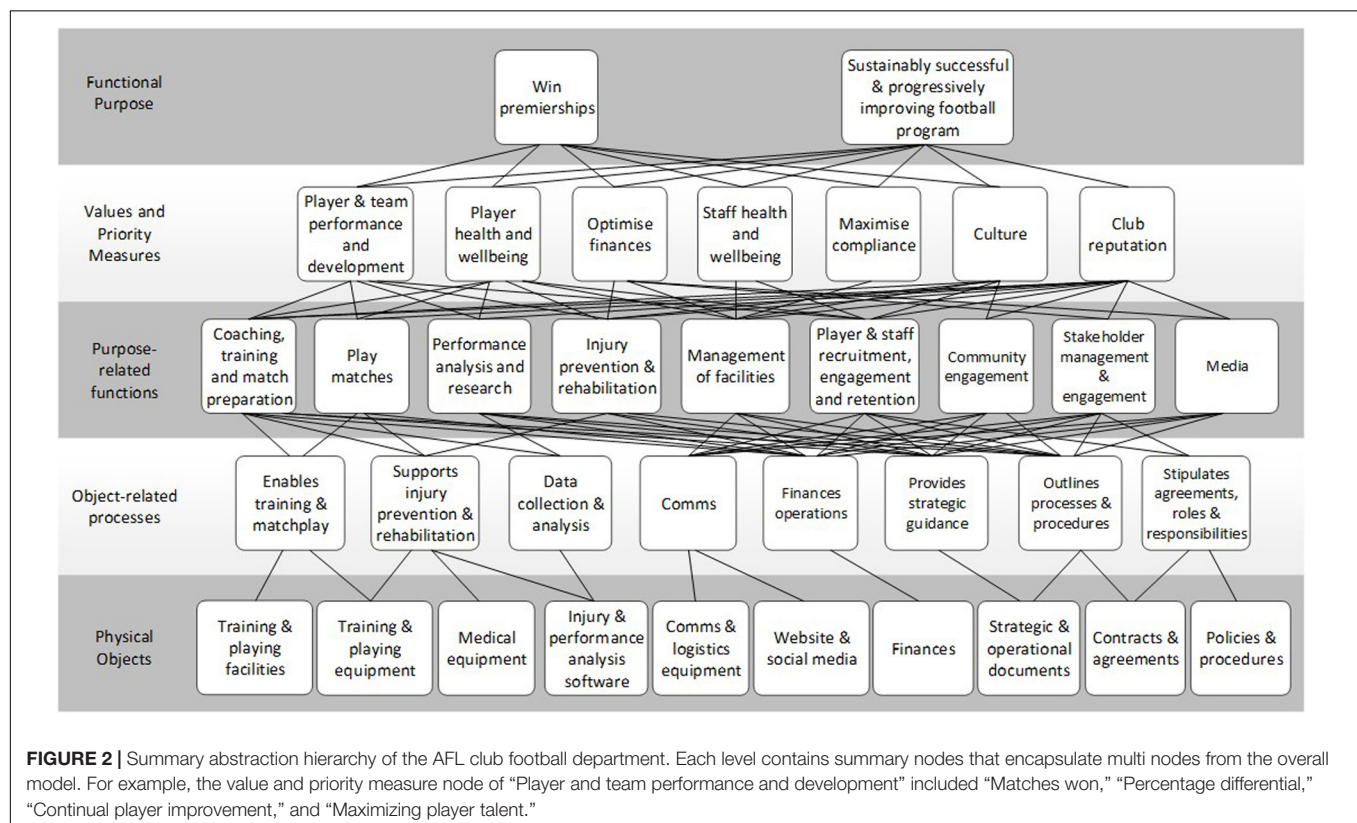 Functional
Purpose
Win
premierships
Sustainably successful
& progressively
improving football
program
Values and
Priority
Measures
Player & team
performance
and
development
Player
health and
wellbeing
Optimise
finances
Staff health
and
wellbeing
Maximise
compliance
Culture
Club
reputation
Purpose-
related
functions
Coaching,
training
and match
preparation
Play
matches
Performance
analysis and
research
Injury
prevention &
rehabilitation
Management
of facilities
Player & staff
recruitment,
engagement
and retention
Community
engagement
Stakeholder
management
&
engagement
Media
Object-related
processes
Enables
training &
matchplay
Supports
injury
prevention &
rehabilitation
Data
collection &
analysis
Comms
Finances
operations
Provides
strategic
guidance
Outlines
processes &
procedures
Stipulates
agreements,
roles &
responsibilities
Physical
Objects
Training &
playing
facilities
Training &
playing
equipment
Medical
equipment
Injury &
performance
analysis
software
Comms &
logistics
equipment
Website &
social media
Finances
Strategic &
operational
documents
Contracts &
agreements
Policies &
procedures
FIGURE 2 | Summary abstraction hierarchy of the AFL club football department. Each level contains summary nodes that encapsulate multi nodes from the overall
model. For example, the value and priority measure node of “Player and team performance and development” included “Matches won,” “Percentage differential,”
“Continual player improvement,” and “Maximizing player talent.”